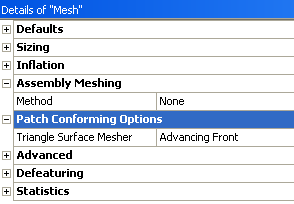 Details of "Mesh"
Defaults
Sizing
Inflation
Assembly Meshing
Method None
Patch Conforming Options
Triangle Surface Mesher Advancing Front
Advanced
Defeaturing
Statistics